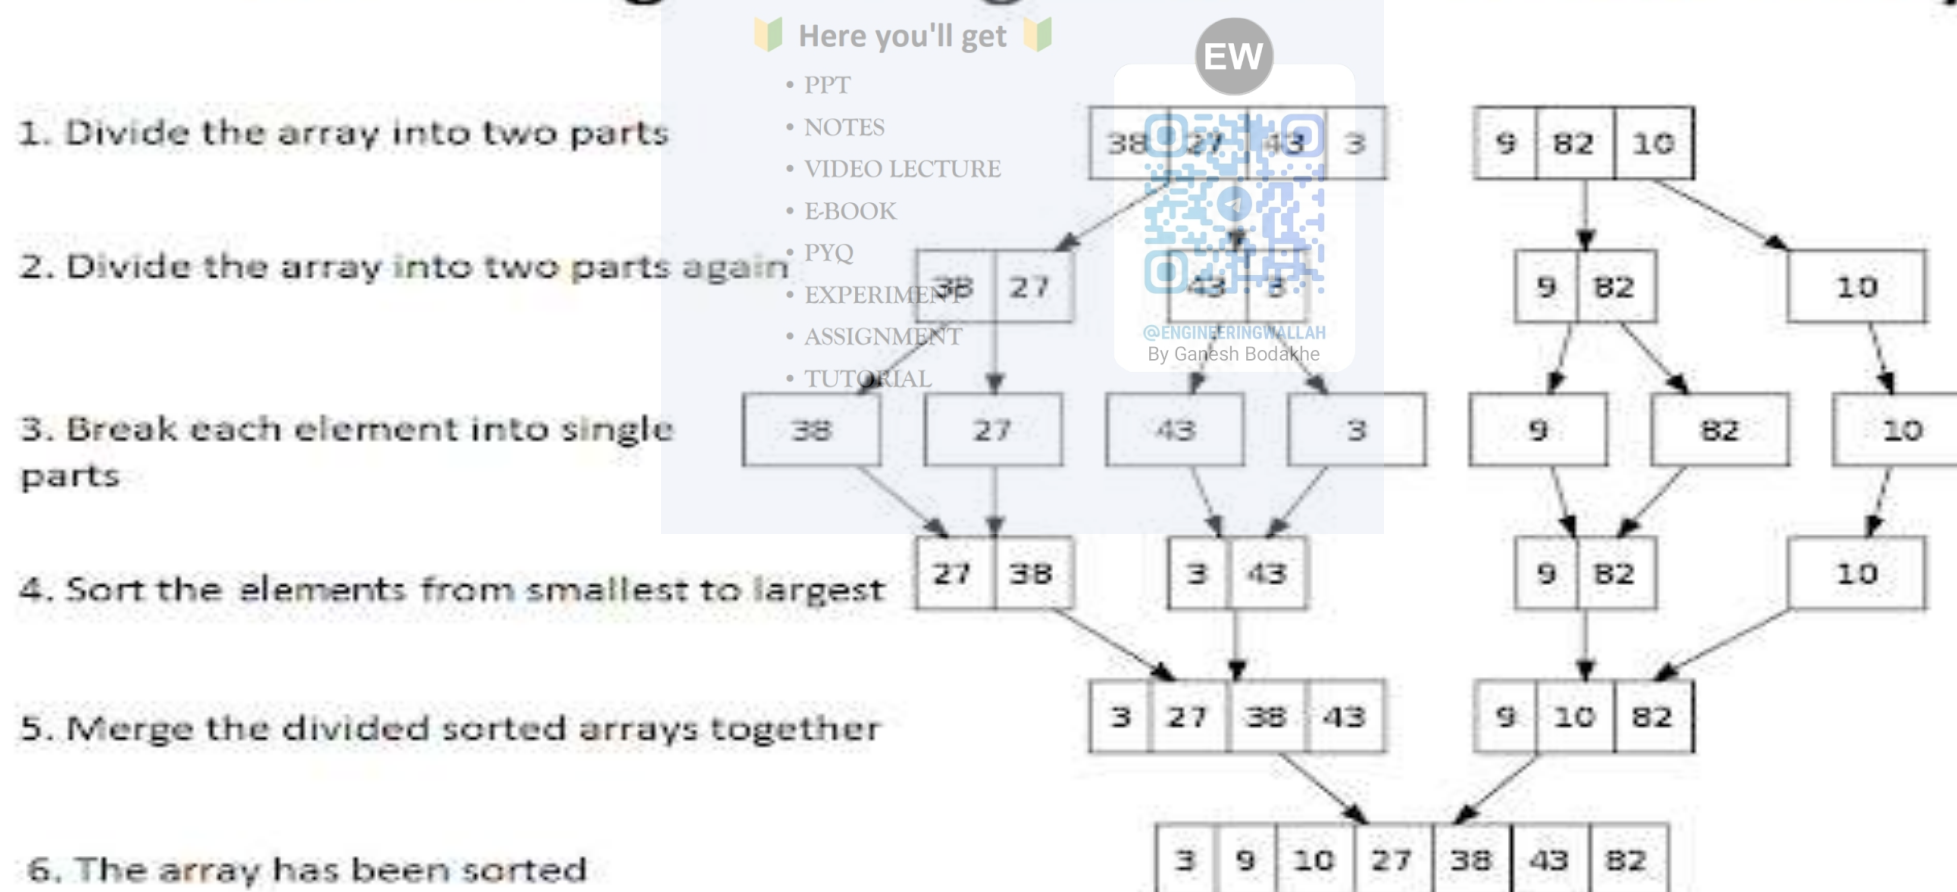 Here you'll get
• PPT
• NOTES
• VIDEO LECTURE
• E-BOOK
• PYQ
• EXPERIMENT
• ASSIGNMENT
• TUTORIAL
EW
@ENGINEERINGWALLAH
By Ganesh Bodakhe
1. Divide the array into two parts
38 27 43 3 9 82 10
2. Divide the array into two parts again
38 27 43 3 9 82 10
3. Break each element into single
parts
38 27 43 3 9 82 10
4. Sort the elements from smallest to largest
27 38 3 43 9 82 10
5. Merge the divided sorted arrays together
3 27 38 43 9 10 82
6. The array has been sorted
3 9 10 27 38 43 82